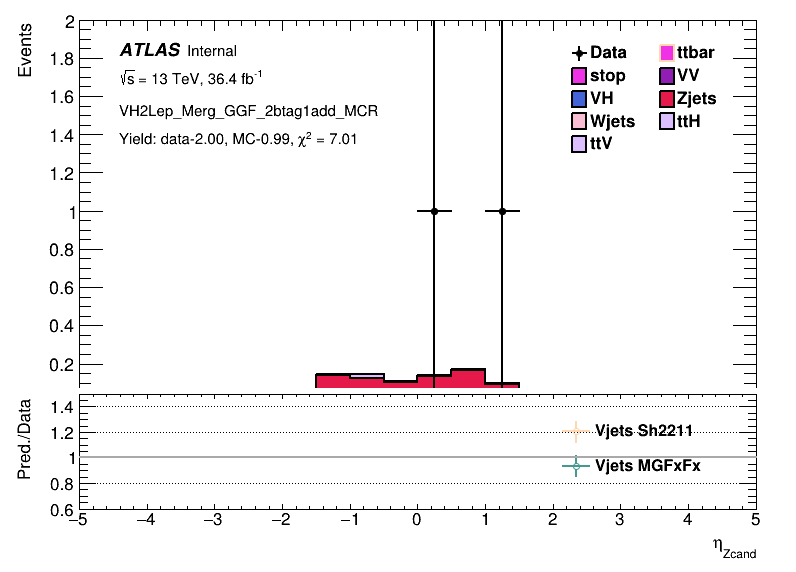 Events
2
1.8
1.6
1.4
1.2
1
0.8
0.6
0.4
0.2
ATLAS Internal
√s = 13 TeV, 36.4 fb⁻¹
VH2Lep_Merg_GGF_2btag1add_MCR
Yield: data-2.00, MC-0.99, χ² = 7.01
Data
ttbar
stop
VV
VH
Zjets
Wjets
ttH
ttV
Pred./Data
1.4
1.2
1
0.8
0.6
Vjets Sh2211
Vjets MGFxFx
−5 −4 −3 −2 −1 0 1 2 3 4 5
η_Zcand